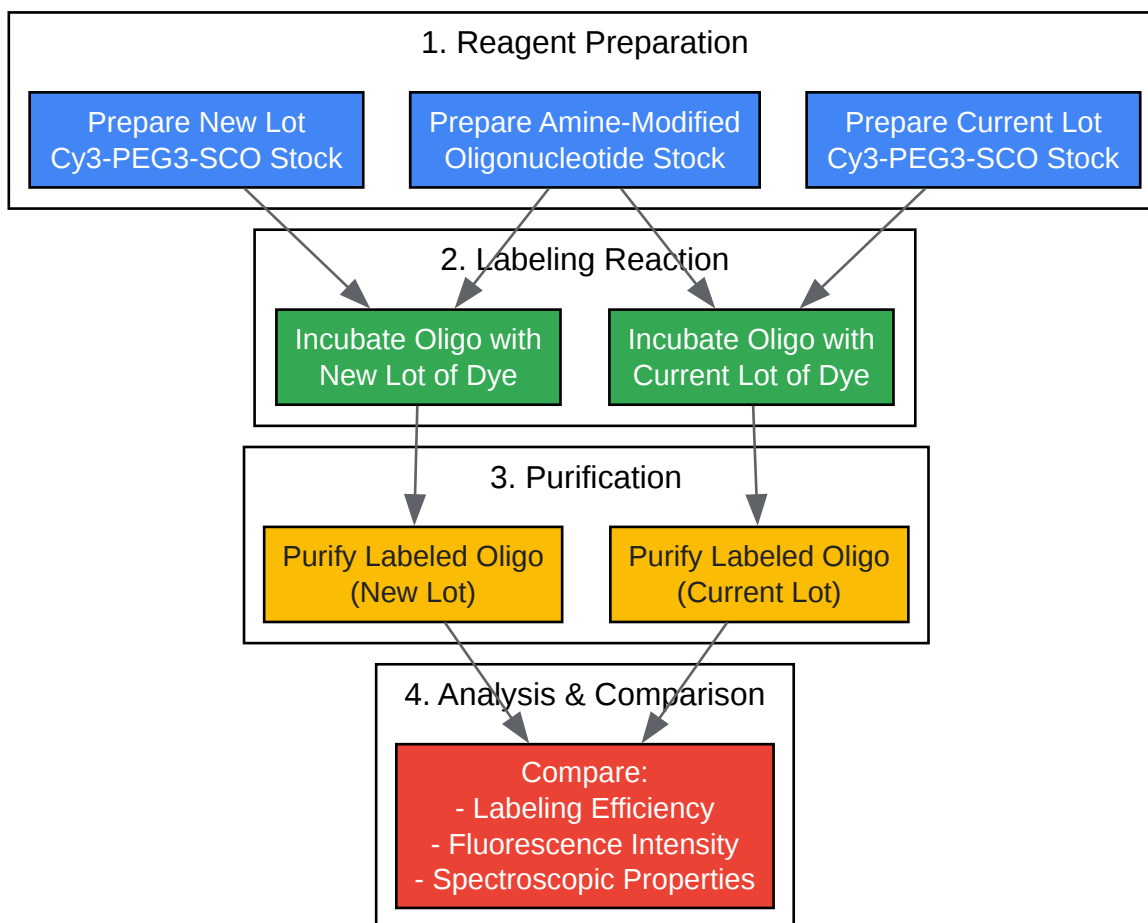 1. Reagent Preparation
Prepare New Lot
Cy3-PEG3-SCO Stock
Prepare Amine-Modified
Oligonucleotide Stock
Prepare Current Lot
Cy3-PEG3-SCO Stock
2. Labeling Reaction
Incubate Oligo with
New Lot of Dye
Incubate Oligo with
Current Lot of Dye
3. Purification
Purify Labeled Oligo
(New Lot)
Purify Labeled Oligo
(Current Lot)
4. Analysis & Comparison
Compare:
- Labeling Efficiency
- Fluorescence Intensity
- Spectroscopic Properties